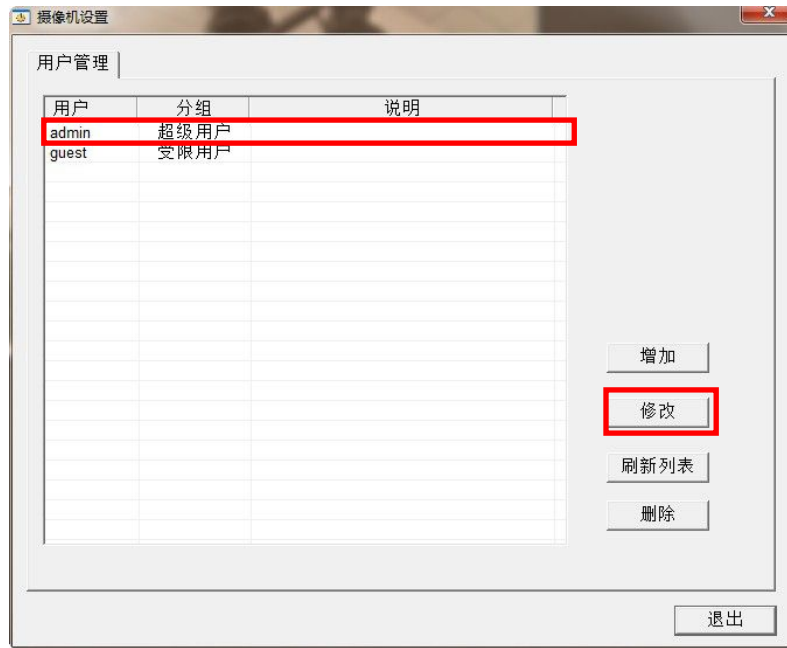 摄像机设置
用户管理
用户 分组 说明
admin 超级用户
guest 受限用户
增加
修改
刷新列表
删除
退出